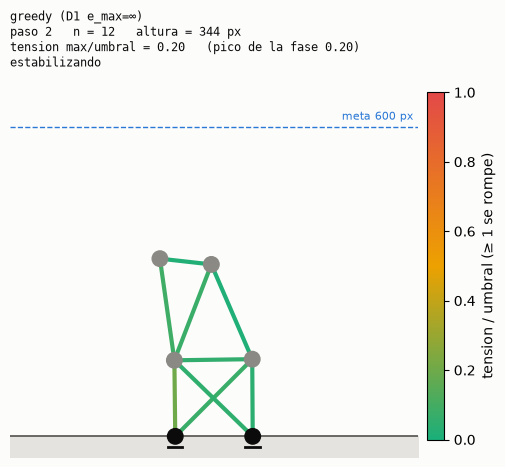 greedy (D1 e_max=∞)
paso 2   n = 12   altura = 344 px
tension max/umbral = 0.20   (pico de la fase 0.20)
estabilizando
meta 600 px
1.0
0.8
0.6
0.4
0.2
0.0
tension / umbral (≥ 1 se rompe)